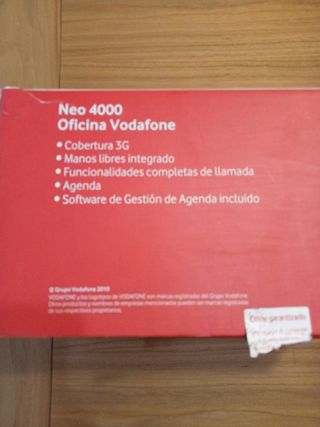 Neo 4000
Oficina Vodafone
• Cobertura 3G
• Manos libres integrado
• Funcionalidades completas de llamada
• Agenda
• Software de Gestión de Agenda incluido
© Grupo Vodafone 2010
VODAFONE y los logotipos de VODAFONE son marcas registradas del Grupo Vodafone.
Otros productos y nombres de empresas mencionados pueden ser marcas registradas
de sus respectivos propietarios.
garantizado